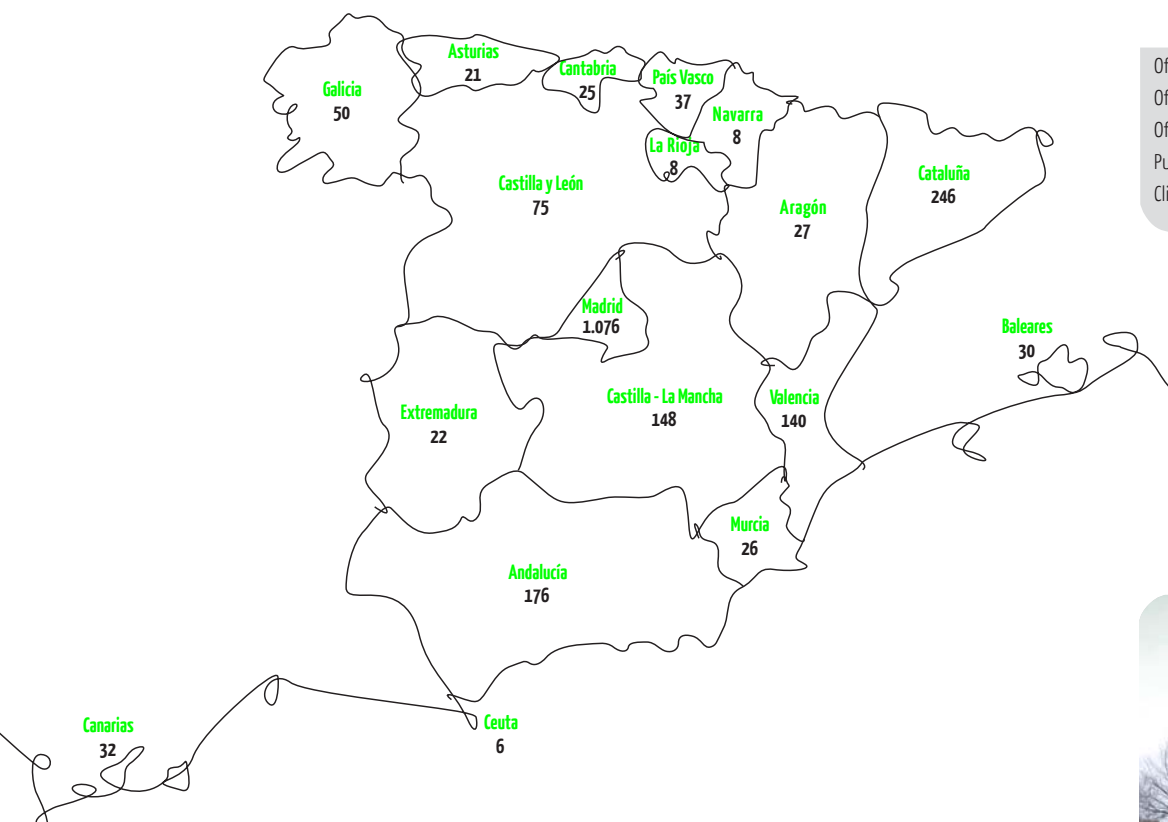 Asturias
21
Cantabria
25
País Vasco
37
Galicia
50
Navarra
8
La Rioja
8
Castilla y León
75
Cataluña
246
Aragón
27
Madrid
1.076
Baleares
30
Castilla - La Mancha
148
Valencia
140
Extremadura
22
Murcia
26
Andalucía
176
Canarias
32
Ceuta
6